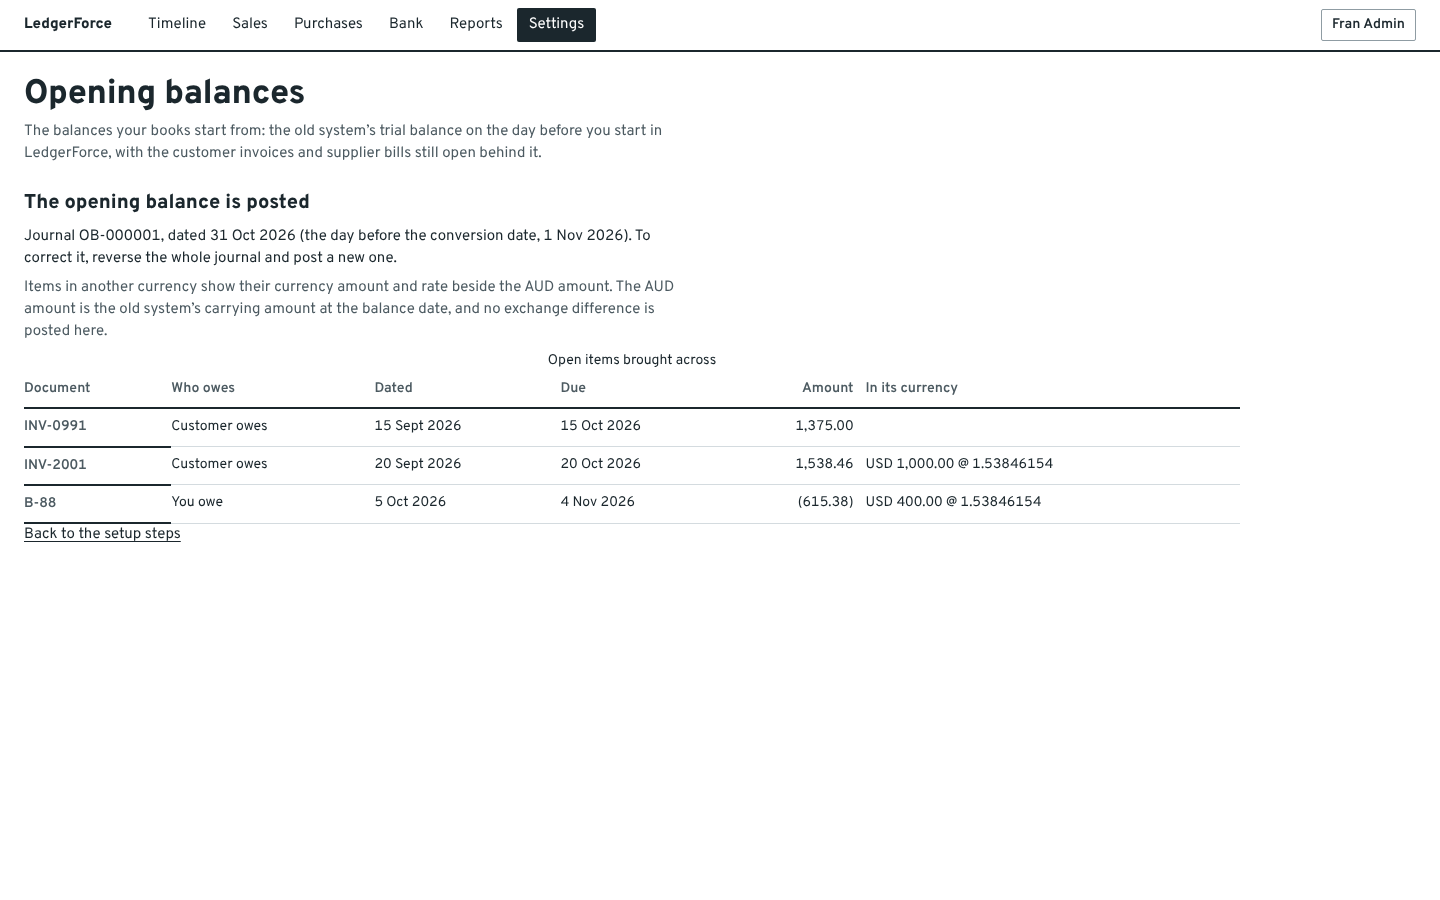 LedgerForce Timeline Sales Purchases Bank Reports Settings Fran Admin
Opening balances
The balances your books start from: the old system’s trial balance on the day before you start in
LedgerForce, with the customer invoices and supplier bills still open behind it.
The opening balance is posted
Journal OB-000001, dated 31 Oct 2026 (the day before the conversion date, 1 Nov 2026). To
correct it, reverse the whole journal and post a new one.
Items in another currency show their currency amount and rate beside the AUD amount. The AUD
amount is the old system’s carrying amount at the balance date, and no exchange difference is
posted here.
Open items brought across
Document Who owes Dated Due Amount In its currency
INV-0991 Customer owes 15 Sept 2026 15 Oct 2026 1,375.00
INV-2001 Customer owes 20 Sept 2026 20 Oct 2026 1,538.46 USD 1,000.00 @ 1.53846154
B-88 You owe 5 Oct 2026 4 Nov 2026 (615.38) USD 400.00 @ 1.53846154
Back to the setup steps